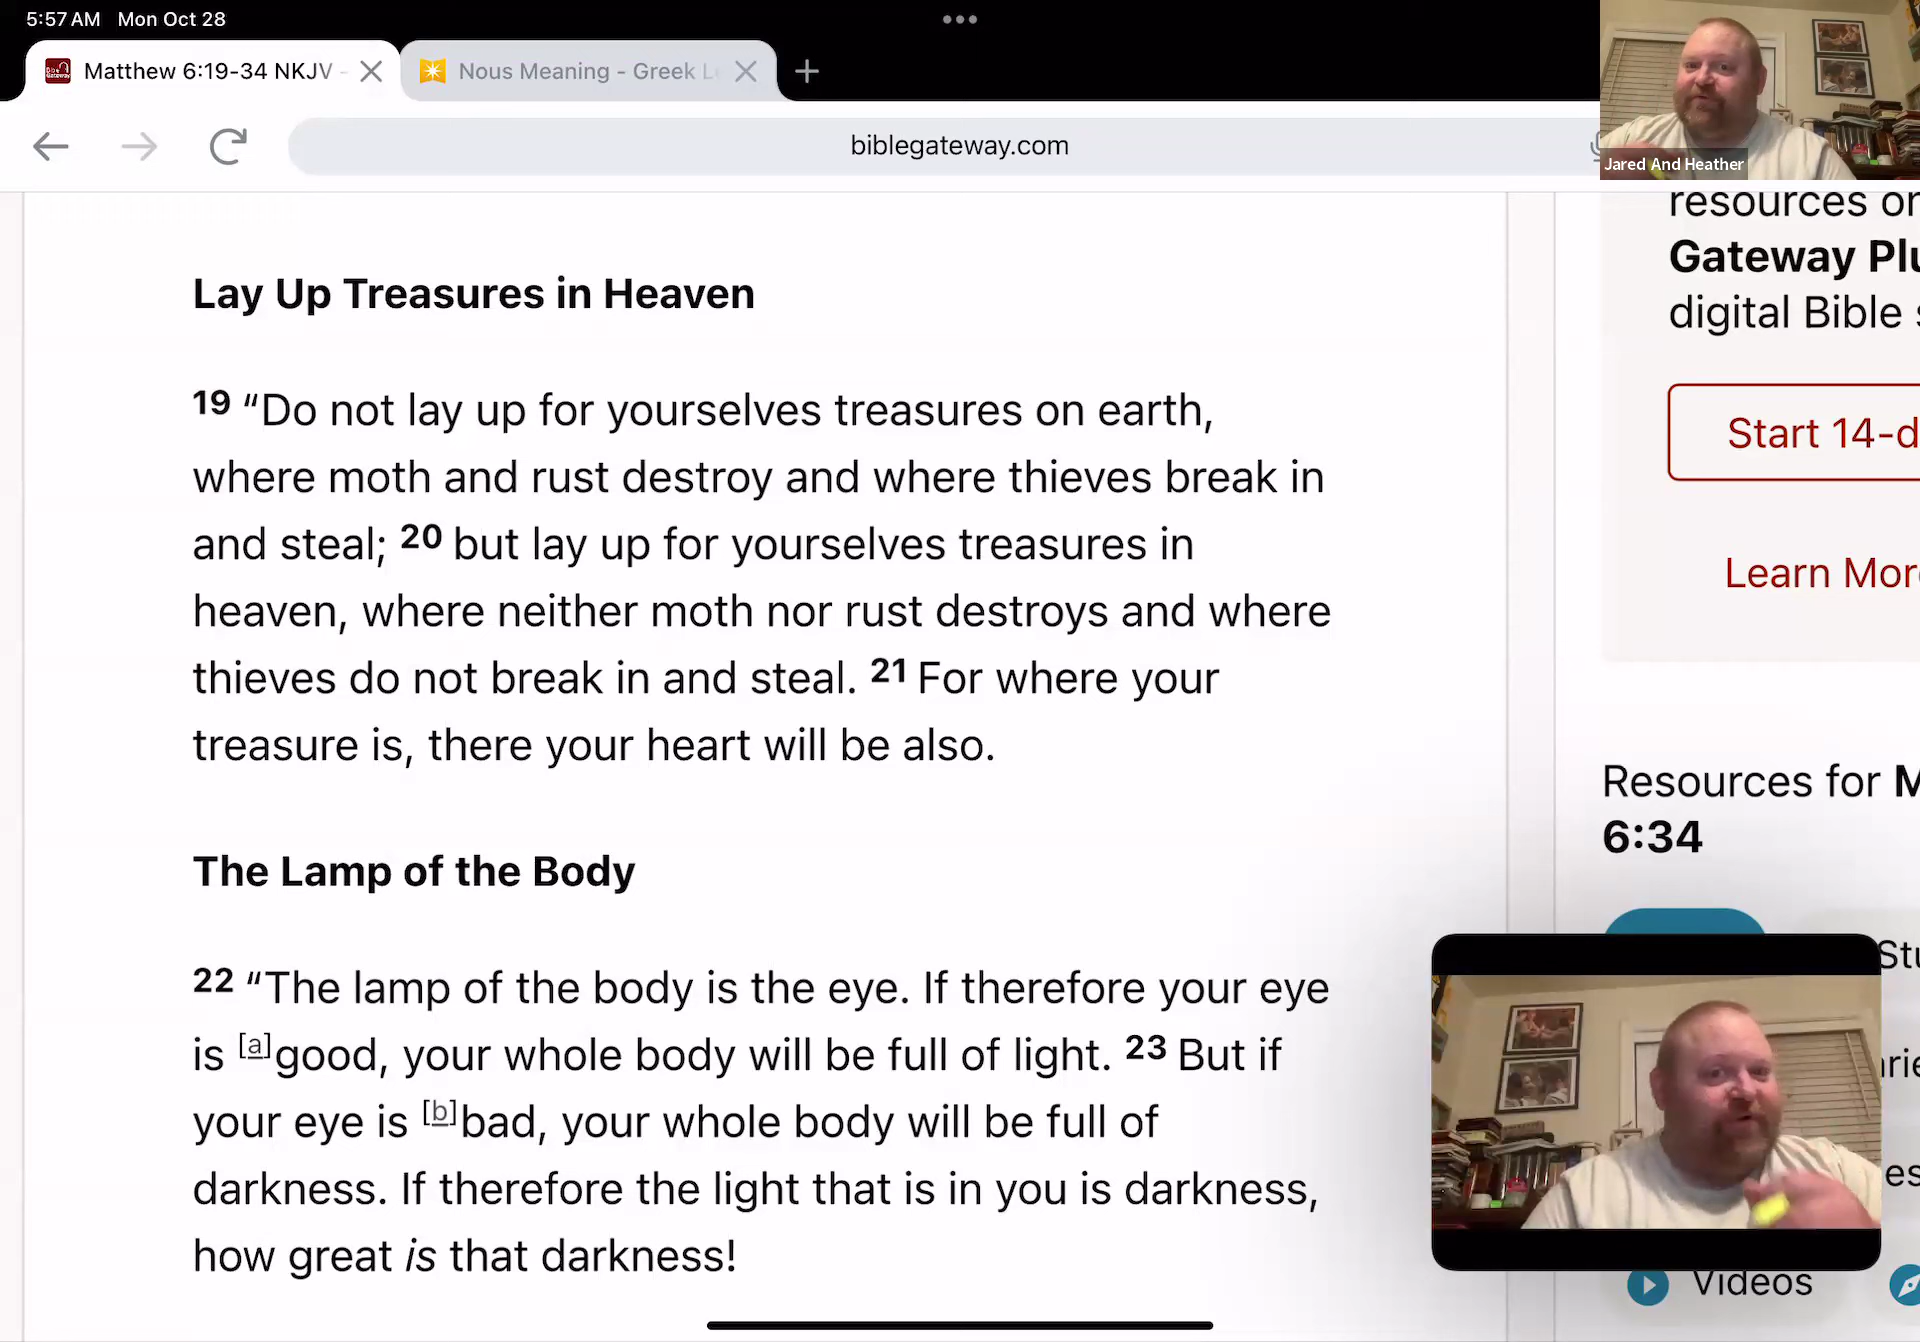 5:57 AM Mon Oct 28
Matthew 6:19-34 NKJV -
Nous Meaning - Greek Le
biblegateway.com
Jared And Heather
Lay Up Treasures in Heaven
19 “Do not lay up for yourselves treasures on earth,
where moth and rust destroy and where thieves break in
and steal; 20 but lay up for yourselves treasures in
heaven, where neither moth nor rust destroys and where
thieves do not break in and steal. 21 For where your
treasure is, there your heart will be also.
The Lamp of the Body
22 “The lamp of the body is the eye. If therefore your eye
is [a]good, your whole body will be full of light. 23 But if
your eye is [b]bad, your whole body will be full of
darkness. If therefore the light that is in you is darkness,
how great is that darkness!
resources or
Gateway Plu
digital Bible s
Start 14-d
Learn Mor
Resources for M
6:34
Stu
Videos